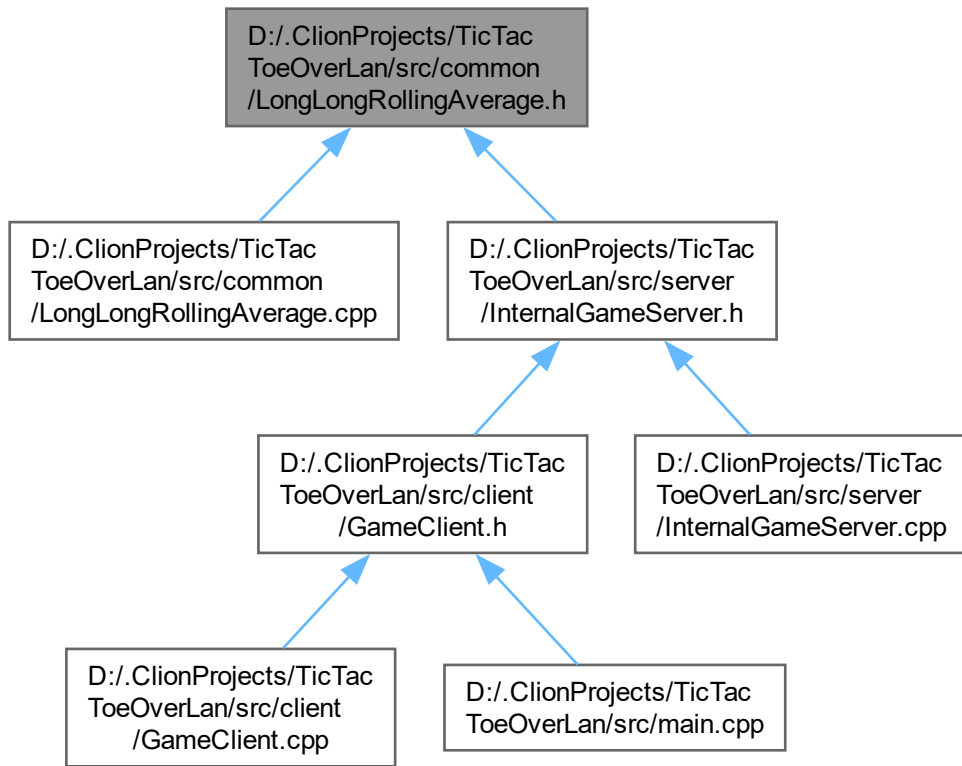 D:/.ClionProjects/TicTac
ToeOverLan/src/common
/LongLongRollingAverage.h
D:/.ClionProjects/TicTac
ToeOverLan/src/common
/LongLongRollingAverage.cpp
D:/.ClionProjects/TicTac
ToeOverLan/src/server
/InternalGameServer.h
D:/.ClionProjects/TicTac
ToeOverLan/src/client
/GameClient.h
D:/.ClionProjects/TicTac
ToeOverLan/src/server
/InternalGameServer.cpp
D:/.ClionProjects/TicTac
ToeOverLan/src/client
/GameClient.cpp
D:/.ClionProjects/TicTac
ToeOverLan/src/main.cpp